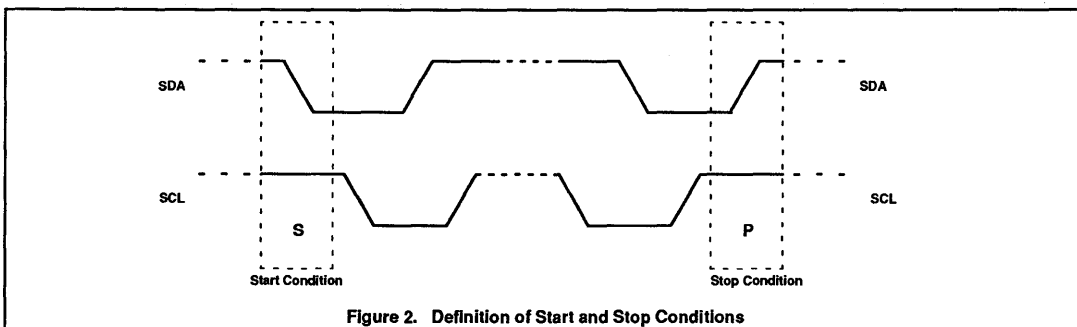 SDA
SDA
SCL
SCL
S
P
Start Condition
Stop Condition
Figure 2. Definition of Start and Stop Conditions